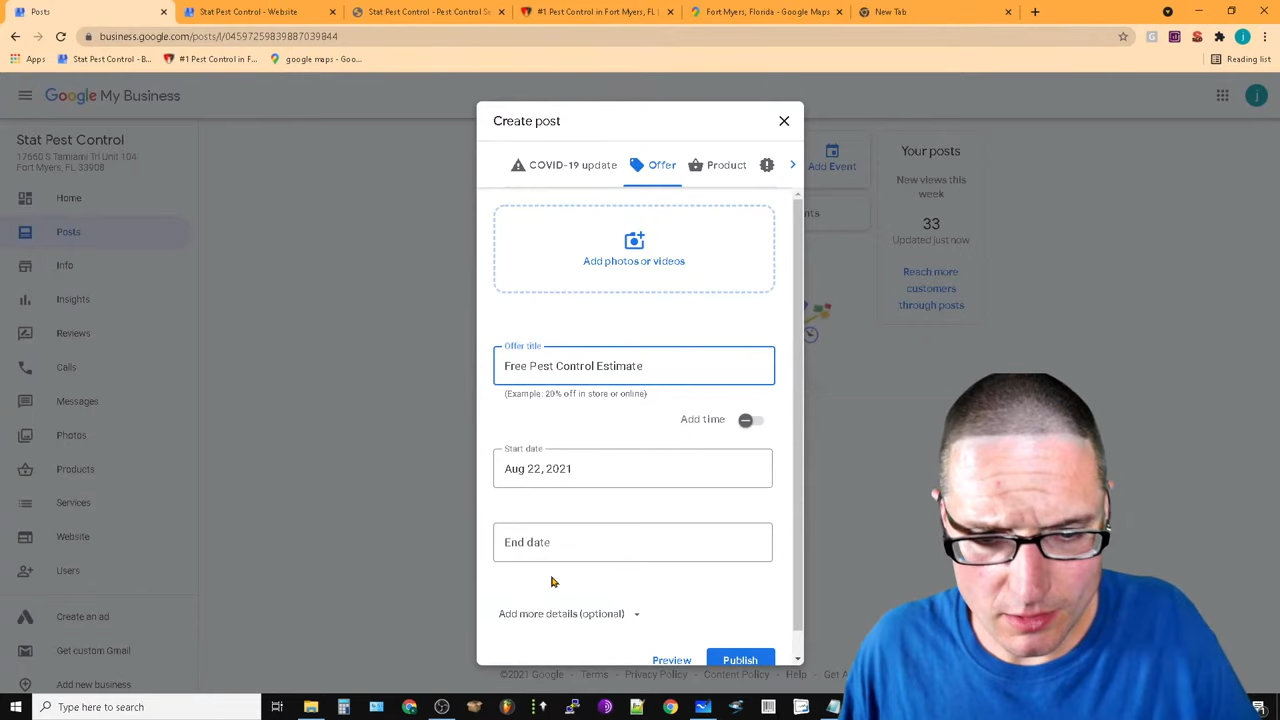 Posts
Stat Pest Control - Website
Stat Pest Control - Pest Control Se
#1 Pest Control in Fort Myers, FL |
Fort Myers, Florida - Google Maps
New Tab
business.google.com/posts/l/04597259839887039844
Apps
Stat Pest Control - B...
#1 Pest Control in F...
google maps - Goo...
Reading list
Google My Business
Stat Pest Control
17660 S Tamiami Trl Unit 104
Fort Myers, FL 33908
Home
Posts
Info
Insights
Reviews
Calls
Messages
Photos
Products
Services
Website
Users
Create an ad
Get custom Gmail
Add new business
Create post
COVID-19 update
Offer
Product
Add photos or videos
Offer title
Free Pest Control Estimate
(Example: 20% off in store or online)
Add time
Start date
Aug 22, 2021
End date
Add more details (optional)
Preview
Publish
Add Event
nts
Your posts
New views this
week
33
Updated just now
Reach more
customers
through posts
©2021 Google
Terms
Privacy Policy
Content Policy
Help
Get A
Type here to search